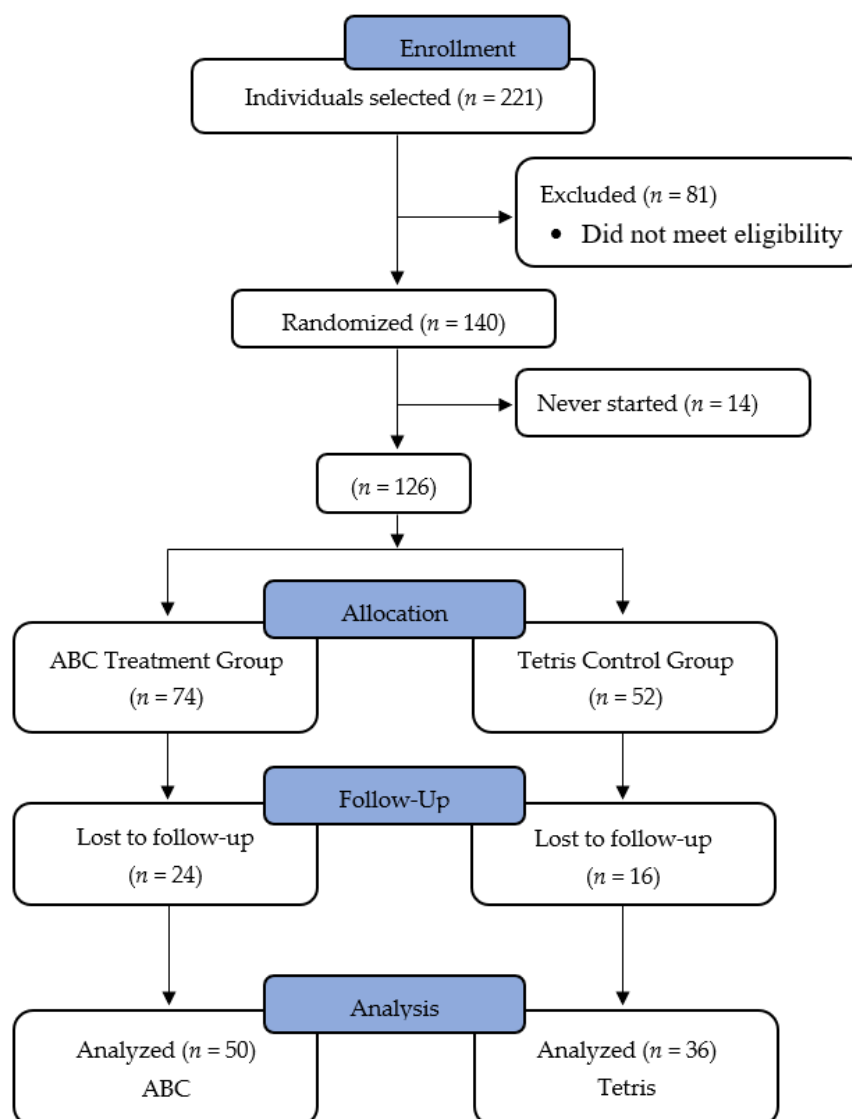 Enrollment
Individuals selected (n = 221)
Excluded (n = 81)
• Did not meet eligibility
Randomized (n = 140)
Never started (n = 14)
(n = 126)
Allocation
ABC Treatment Group
(n = 74)
Tetris Control Group
(n = 52)
Follow-Up
Lost to follow-up
(n = 24)
Lost to follow-up
(n = 16)
Analysis
Analyzed (n = 50)
ABC
Analyzed (n = 36)
Tetris